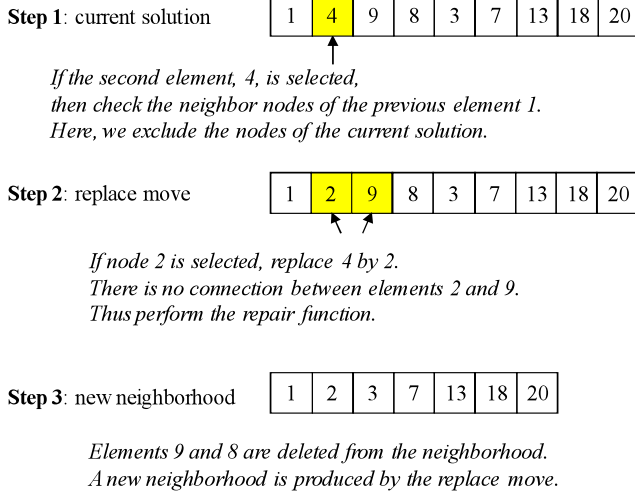 Step 1: current solution 1 4 9 8 3 7 13 18 20
If the second element, 4, is selected,
then check the neighbor nodes of the previous element 1.
Here, we exclude the nodes of the current solution.
Step 2: replace move 1 2 9 8 3 7 13 18 20
If node 2 is selected, replace 4 by 2.
There is no connection between elements 2 and 9.
Thus perform the repair function.
Step 3: new neighborhood 1 2 3 7 13 18 20
Elements 9 and 8 are deleted from the neighborhood.
A new neighborhood is produced by the replace move.